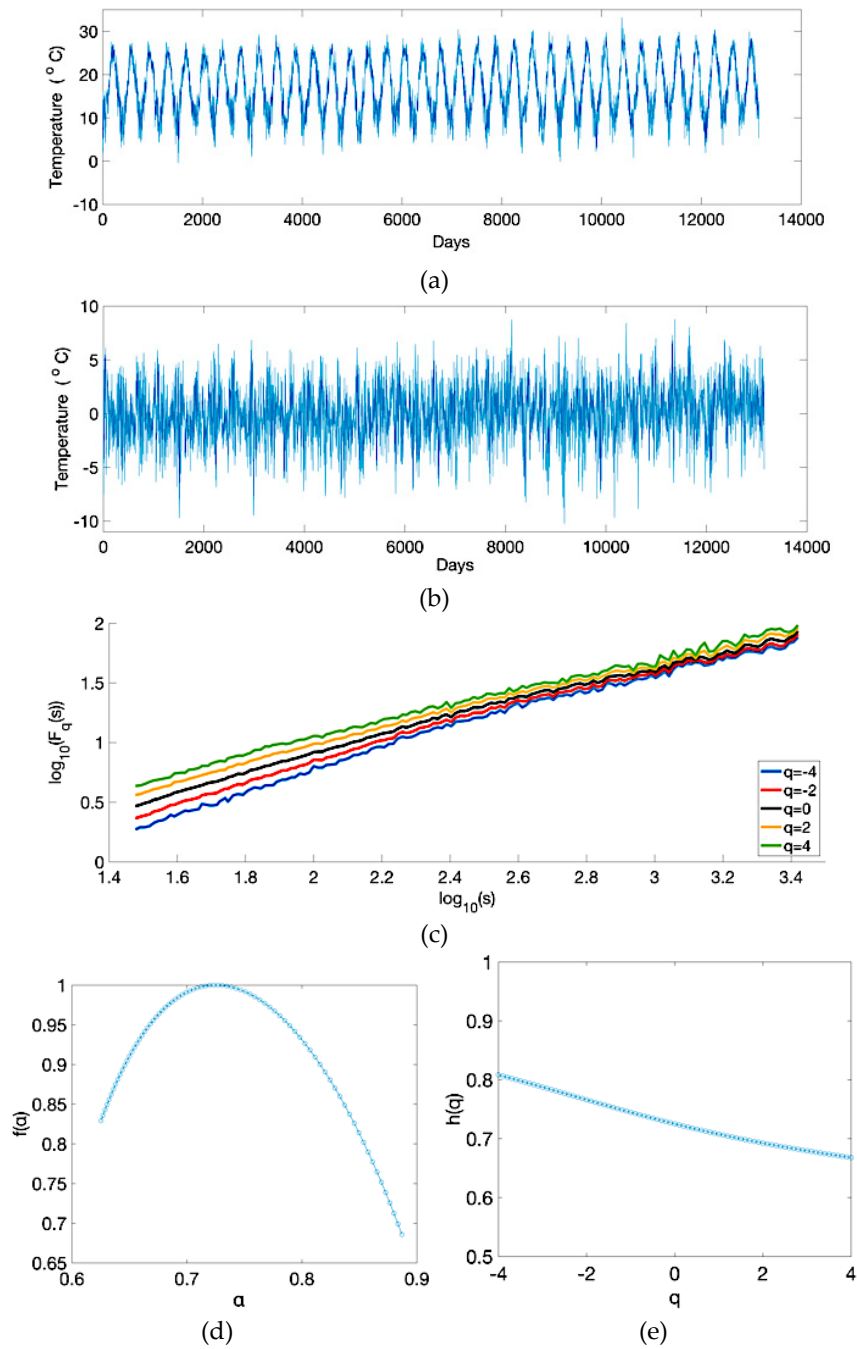 30
20
10
0
-10
Temperature ( ° C)
0 2000 4000 6000 8000 10000 12000 14000
Days
(a)
10
5
0
-5
-10
Temperature ( ° C)
0 2000 4000 6000 8000 10000 12000 14000
Days
(b)
2
1.5
1
0.5
0
log10(Fq(s))
q=-4
q=-2
q=0
q=2
q=4
1.4 1.6 1.8 2 2.2 2.4 2.6 2.8 3 3.2 3.4
log10(s)
(c)
1
0.95
0.9
0.85
0.8
0.75
0.7
0.65
f(α)
0.6 0.7 0.8 0.9
α
(d)
1
0.9
0.8
0.7
0.6
0.5
h(q)
-4 -2 0 2 4
q
(e)